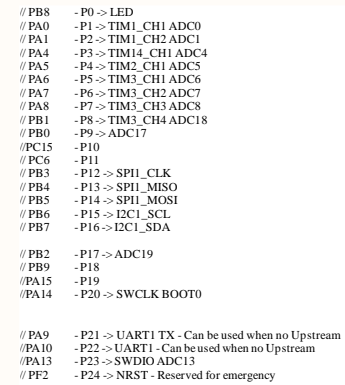 // PB8 - P0 -> LED
// PA0 - P1 -> TIM1_CH1 ADC0
// PA1 - P2 -> TIM1_CH2 ADC1
// PA4 - P3 -> TIM14_CH1 ADC4
// PA5 - P4 -> TIM2_CH1 ADC5
// PA6 - P5 -> TIM3_CH1 ADC6
// PA7 - P6 -> TIM3_CH2 ADC7
// PA8 - P7 -> TIM3_CH3 ADC8
// PB1 - P8 -> TIM3_CH4 ADC18
// PB0 - P9 -> ADC17
//PC15 - P10
// PC6 - P11
// PB3 - P12 -> SPI1_CLK
// PB4 - P13 -> SPI1_MISO
// PB5 - P14 -> SPI1_MOSI
// PB6 - P15 -> I2C1_SCL
// PB7 - P16 -> I2C1_SDA
// PB2 - P17 -> ADC19
// PB9 - P18
//PA15 - P19
//PA14 - P20 -> SWCLK BOOT0
// PA9 - P21 -> UART1 TX - Can be used when no Upstream
//PA10 - P22 -> UART1 - Can be used when no Upstream
//PA13 - P23 -> SWDIO ADC13
// PF2 - P24 -> NRST - Reserved for emergency